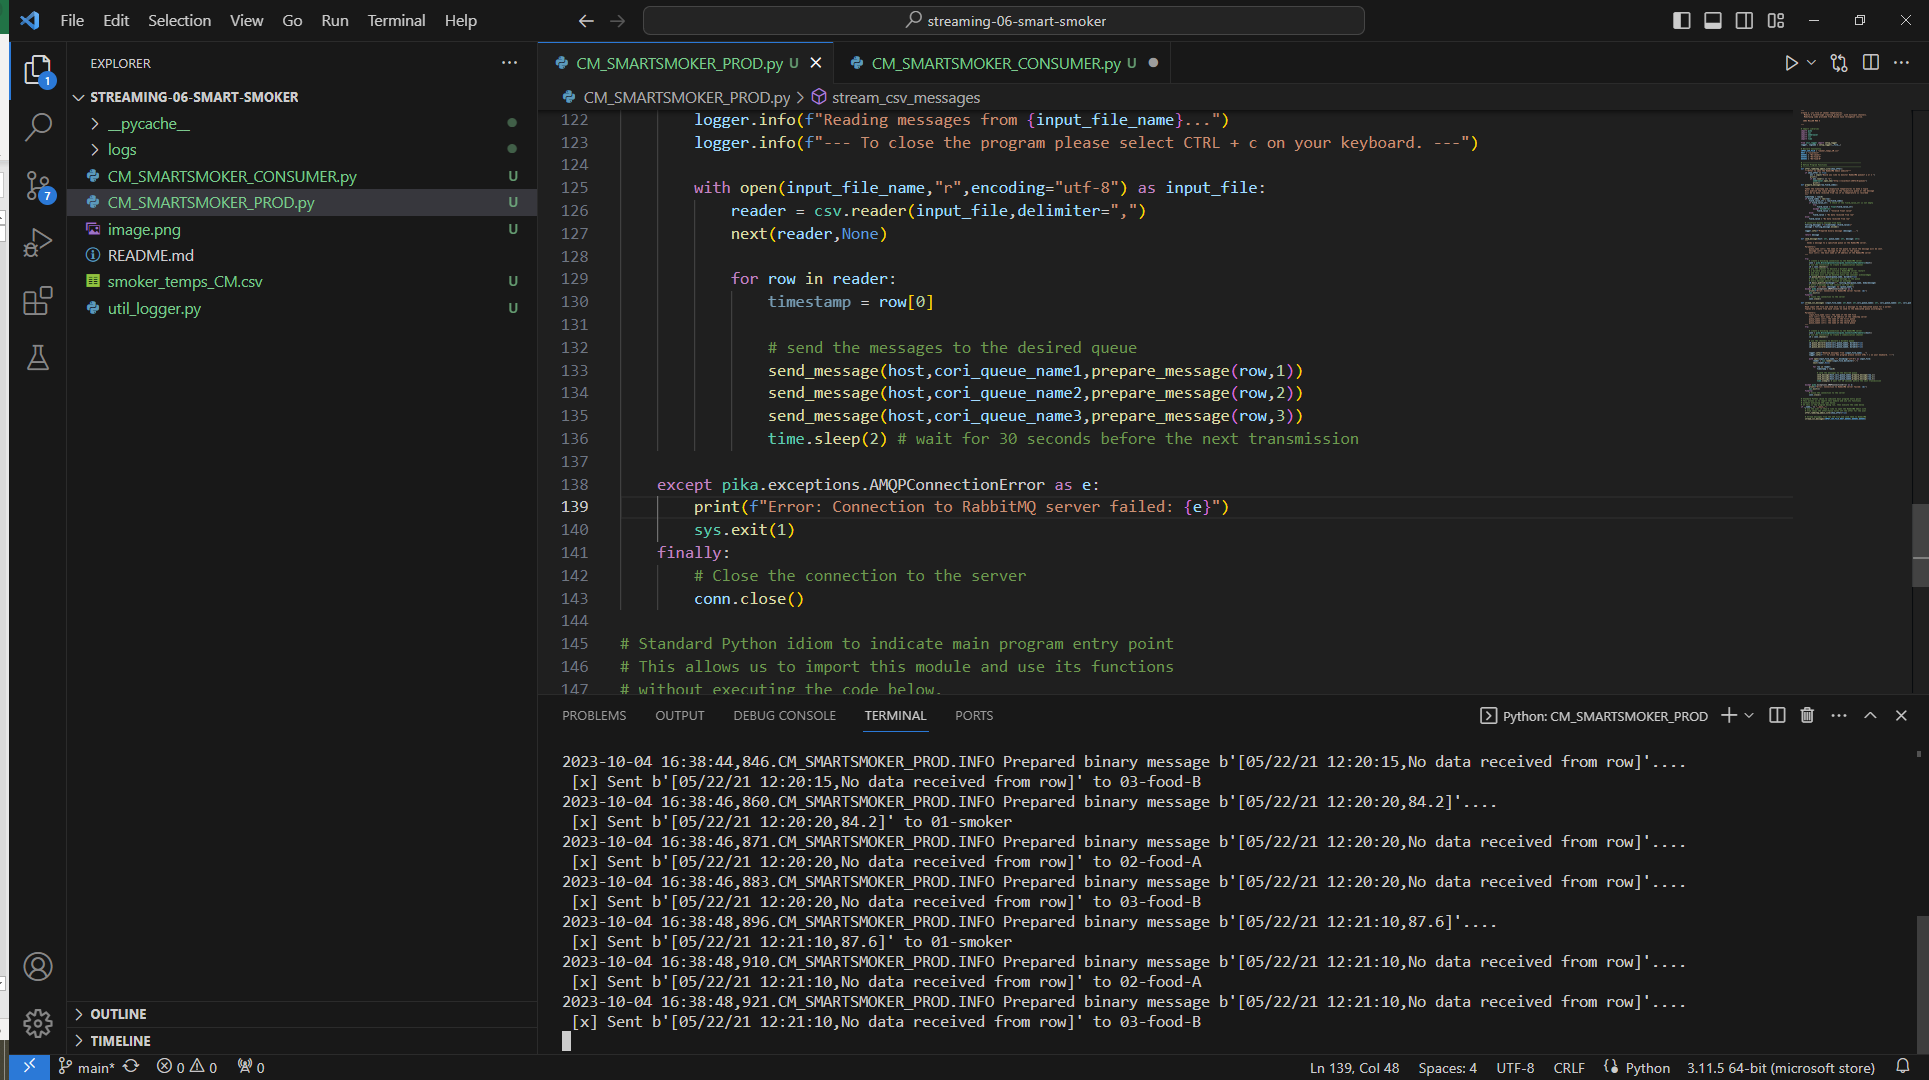 File Edit Selection View Go Run Terminal Help
streaming-06-smart-smoker
EXPLORER
1
7
STREAMING-06-SMART-SMOKER
__pycache__
logs
CM_SMARTSMOKER_CONSUMER.py U
CM_SMARTSMOKER_PROD.py U
image.png U
README.md
smoker_temps_CM.csv U
util_logger.py U
OUTLINE
TIMELINE
CM_SMARTSMOKER_PROD.py U
CM_SMARTSMOKER_CONSUMER.py U
CM_SMARTSMOKER_PROD.py > stream_csv_messages
122 logger.info(f"Reading messages from {input_file_name}...")
123 logger.info(f"--- To close the program please select CTRL + c on your keyboard. ---")
124
125 with open(input_file_name,"r",encoding="utf-8") as input_file:
126 reader = csv.reader(input_file,delimiter=",")
127 next(reader,None)
128
129 for row in reader:
130 timestamp = row[0]
131
132 # send the messages to the desired queue
133 send_message(host,cori_queue_name1,prepare_message(row,1))
134 send_message(host,cori_queue_name2,prepare_message(row,2))
135 send_message(host,cori_queue_name3,prepare_message(row,3))
136 time.sleep(2) # wait for 30 seconds before the next transmission
137
138 except pika.exceptions.AMQPConnectionError as e:
139 print(f"Error: Connection to RabbitMQ server failed: {e}")
140 sys.exit(1)
141 finally:
142 # Close the connection to the server
143 conn.close()
144
145 # Standard Python idiom to indicate main program entry point
146 # This allows us to import this module and use its functions
147 # without executing the code below.
PROBLEMS OUTPUT DEBUG CONSOLE TERMINAL PORTS
Python: CM_SMARTSMOKER_PROD
2023-10-04 16:38:44,846.CM_SMARTSMOKER_PROD.INFO Prepared binary message b'[05/22/21 12:20:15,No data received from row]'....
[x] Sent b'[05/22/21 12:20:15,No data received from row]' to 03-food-B
2023-10-04 16:38:46,860.CM_SMARTSMOKER_PROD.INFO Prepared binary message b'[05/22/21 12:20:20,84.2]'....
[x] Sent b'[05/22/21 12:20:20,84.2]' to 01-smoker
2023-10-04 16:38:46,871.CM_SMARTSMOKER_PROD.INFO Prepared binary message b'[05/22/21 12:20:20,No data received from row]'....
[x] Sent b'[05/22/21 12:20:20,No data received from row]' to 02-food-A
2023-10-04 16:38:46,883.CM_SMARTSMOKER_PROD.INFO Prepared binary message b'[05/22/21 12:20:20,No data received from row]'....
[x] Sent b'[05/22/21 12:20:20,No data received from row]' to 03-food-B
2023-10-04 16:38:48,896.CM_SMARTSMOKER_PROD.INFO Prepared binary message b'[05/22/21 12:21:10,87.6]'....
[x] Sent b'[05/22/21 12:21:10,87.6]' to 01-smoker
2023-10-04 16:38:48,910.CM_SMARTSMOKER_PROD.INFO Prepared binary message b'[05/22/21 12:21:10,No data received from row]'....
[x] Sent b'[05/22/21 12:21:10,No data received from row]' to 02-food-A
2023-10-04 16:38:48,921.CM_SMARTSMOKER_PROD.INFO Prepared binary message b'[05/22/21 12:21:10,No data received from row]'....
[x] Sent b'[05/22/21 12:21:10,No data received from row]' to 03-food-B
main* 0 0 0 Ln 139, Col 48 Spaces: 4 UTF-8 CRLF Python 3.11.5 64-bit (microsoft store)